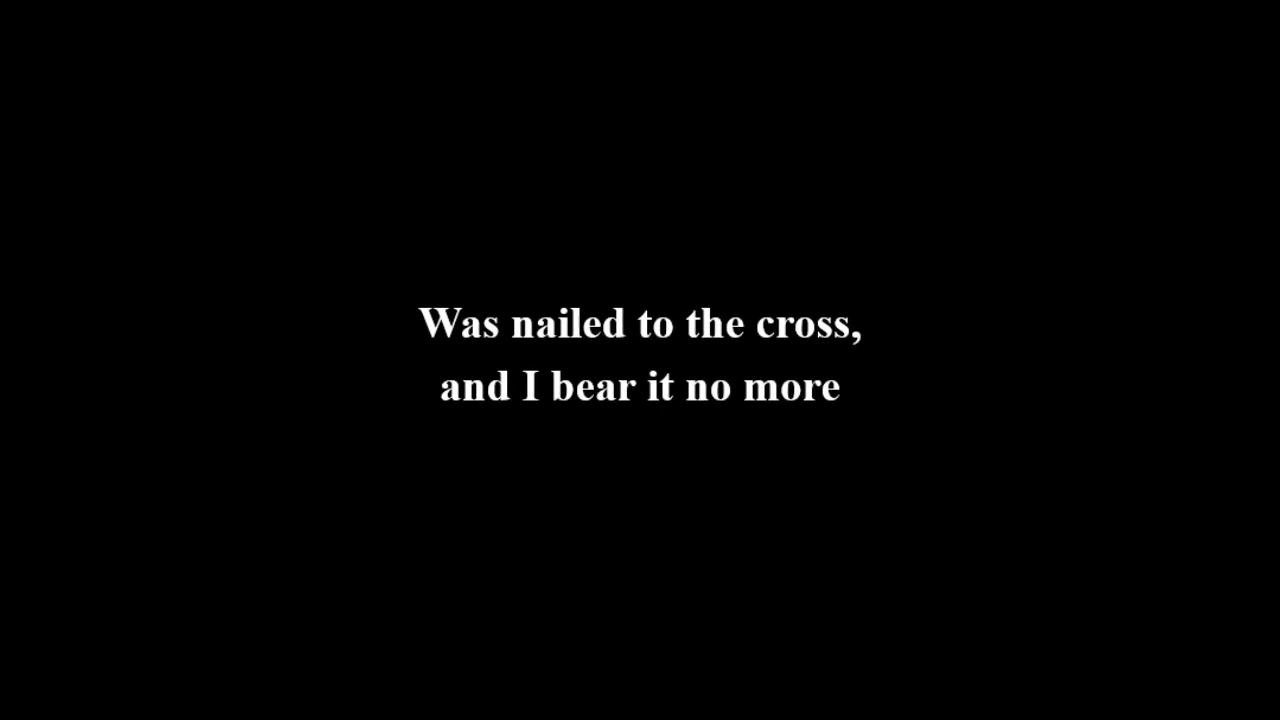 Was nailed to the cross,
and I bear it no more